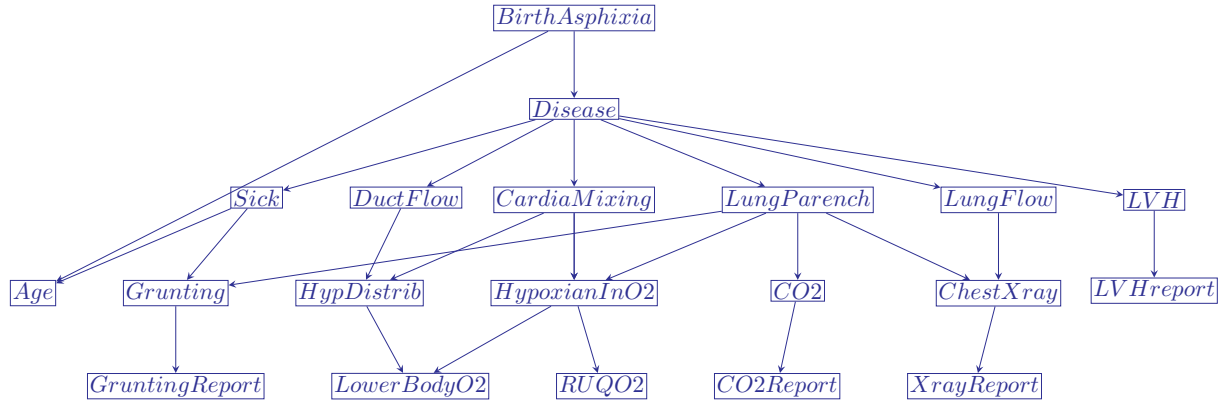 BirthAsphixia
Disease
Sick DuctFlow CardiaMixing LungParench LungFlow LVH
Age Grunting HypDistrib HypoxianInO2 CO2 ChestXray LVHreport
GruntingReport LowerBodyO2 RUQO2 CO2Report XrayReport